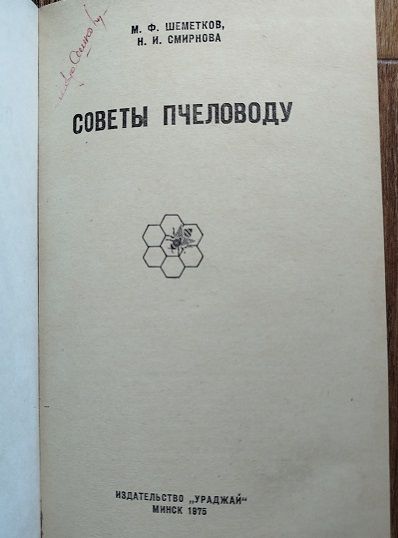 М. Ф. ШЕМЕТКОВ,
Н. И. СМИРНОВА
СОВЕТЫ ПЧЕЛОВОДУ
ИЗДАТЕЛЬСТВО „УРАДЖАЙ“
МИНСК 1975